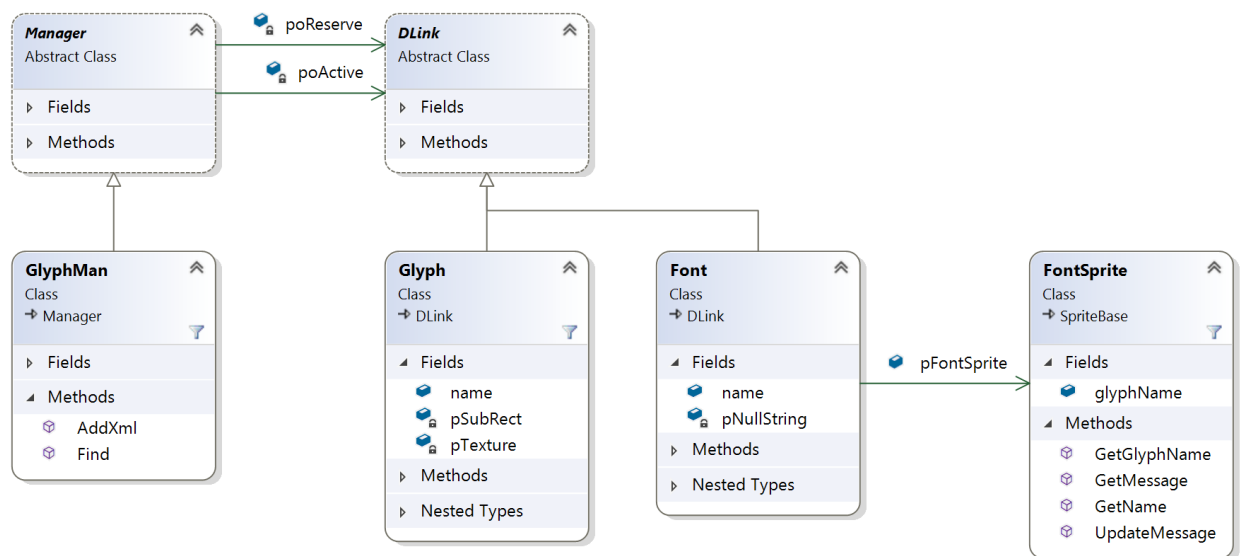 Manager
Abstract Class
Fields
Methods
poReserve
poActive
DLink
Abstract Class
Fields
Methods
GlyphMan
Class
Manager
Fields
Methods
AddXml
Find
Glyph
Class
DLink
Fields
name
pSubRect
pTexture
Methods
Nested Types
Font
Class
DLink
Fields
name
pNullString
Methods
Nested Types
pFontSprite
FontSprite
Class
SpriteBase
Fields
glyphName
Methods
GetGlyphName
GetMessage
GetName
UpdateMessage